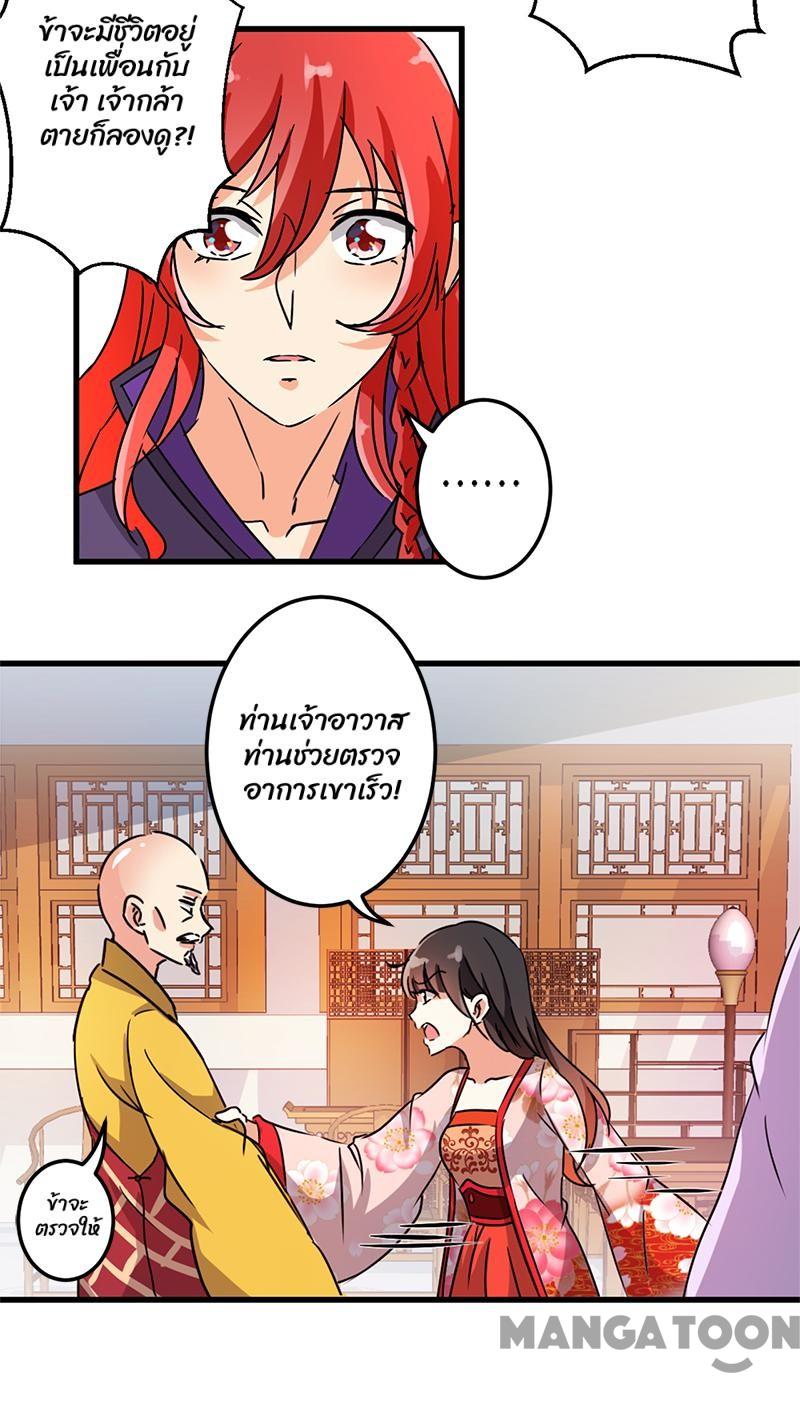 ข้าจะมีชีวิตอยู่
เป็นเพื่อนกับ
เจ้า เจ้ากล้า
ตายก็ลองดู?!
......
ท่านเจ้าอาวาส
ท่านช่วยตรวจ
อาการเขาเร็ว!
ข้าจะ
ตรวจให้
MANGATOON